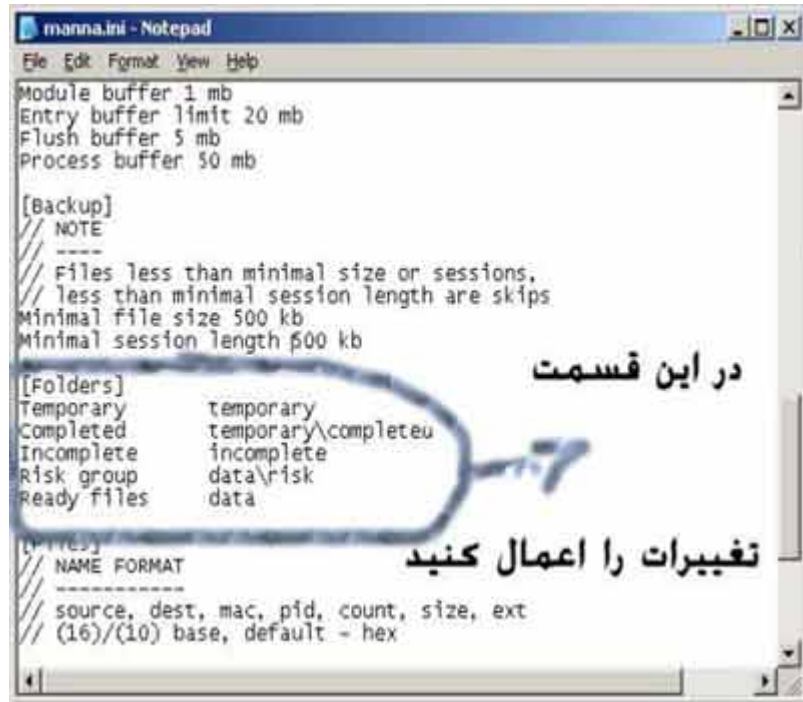 manna.ini - Notepad
File Edit Format View Help
Module buffer 1 mb
Entry buffer limit 20 mb
Flush buffer 5 mb
Process buffer 50 mb
[Backup]
// NOTE
// ----
// Files less than minimal size or sessions,
// less than minimal session length are skips
Minimal file size 500 kb
Minimal session length 500 kb
در این قسمت
[Folders]
Temporary temporary
Completed temporary\completed
Incomplete incomplete
Risk group data\risk
Ready files data
تغییرات را اعمال کنید
[Files]
// NAME FORMAT
// -----------
// source, dest, mac, pid, count, size, ext
// (16)/(10) base, default - hex